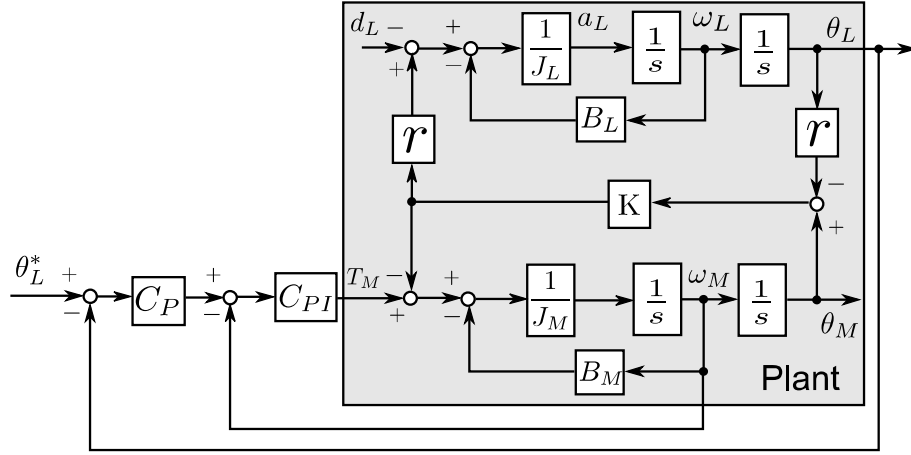 d_L − + − + − 1/J_L a_L 1/s ω_L 1/s θ_L
B_L
r r
K − +
θ_L^* + − C_P + − C_PI T_M − + + − 1/J_M 1/s ω_M 1/s θ_M
B_M
Plant